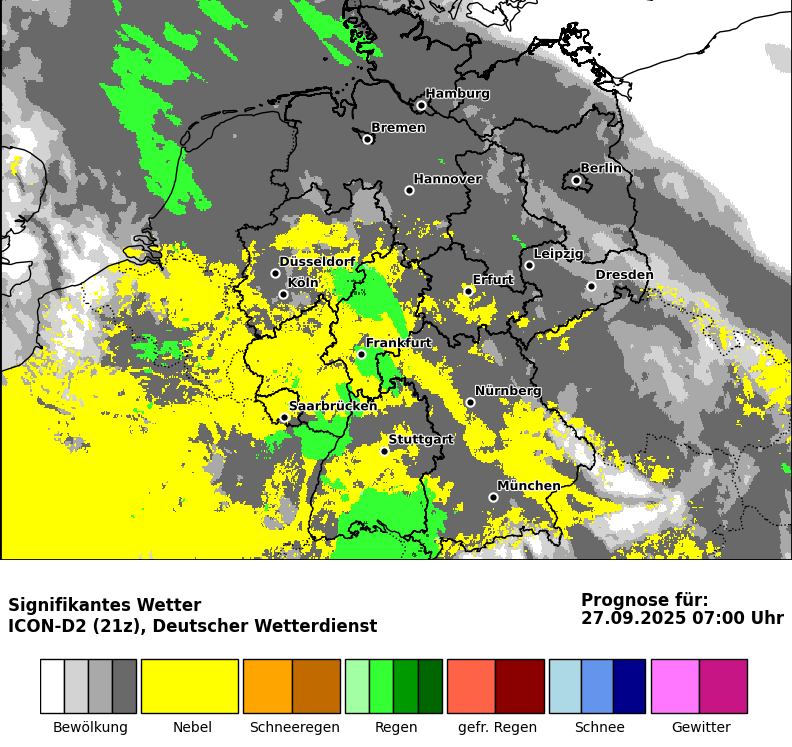 Hamburg
Bremen
Berlin
Hannover
Leipzig
Düsseldorf
Dresden
Erfurt
Köln
Frankfurt
Nürnberg
Saarbrücken
Stuttgart
München
Signifikantes Wetter
ICON-D2 (21z), Deutscher Wetterdienst
Prognose für:
27.09.2025 07:00 Uhr
Bewölkung Nebel Schneeregen Regen gefr. Regen Schnee Gewitter